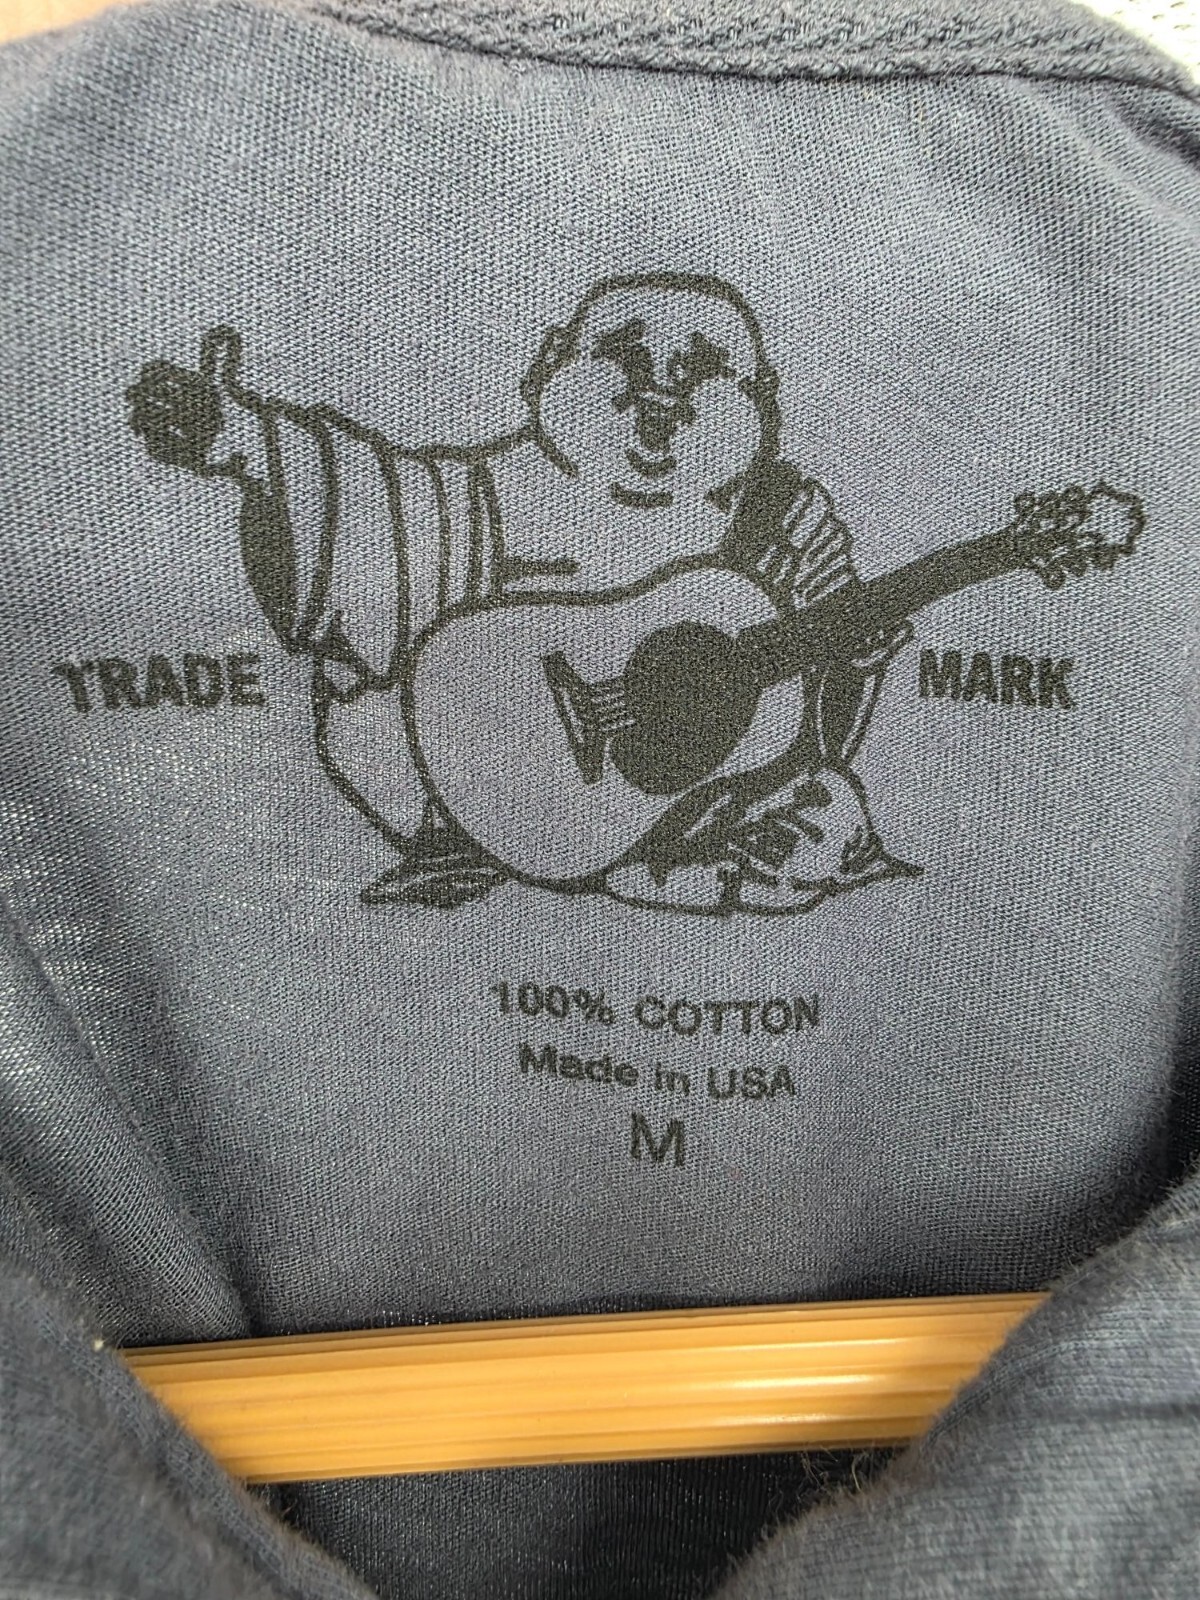 TRADE MARK
100% COTTON
Made in USA
M